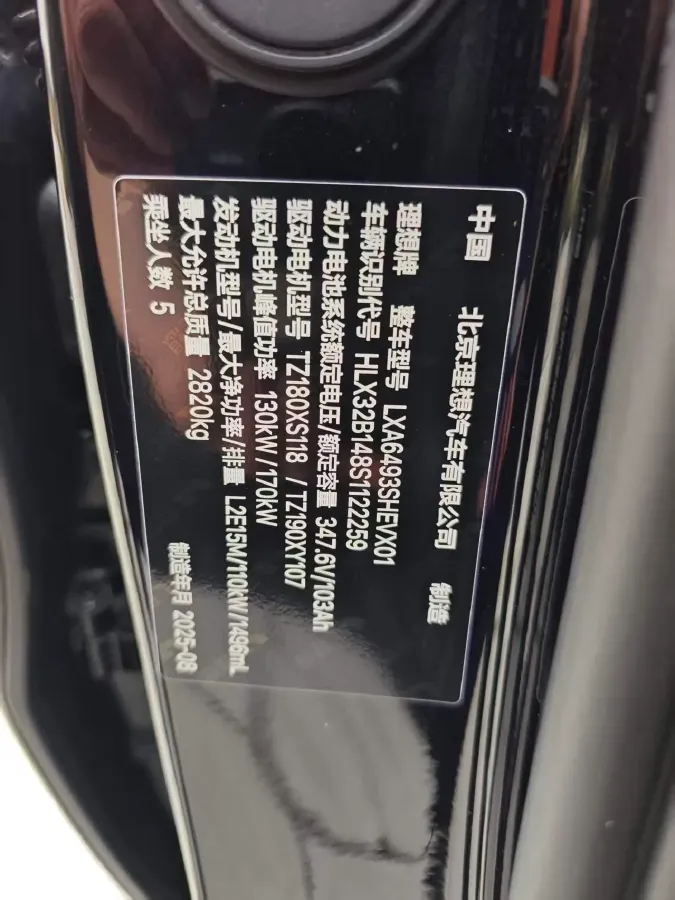 中国 北京理想汽车有限公司 制造
理想牌 整车型号 LXA6493SHEVX01
车辆识别代号 HLX32B148S1122259
动力电池系统额定电压/额定容量 347.6V/103Ah
驱动电机型号 TZ180XS118 / TZ190XY107
驱动电机峰值功率 130kW/170kW
发动机型号/最大净功率/排量 L2E15M/110kW/1496mL
最大允许总质量 2820kg
乘坐人数 5 制造年月 2025-08